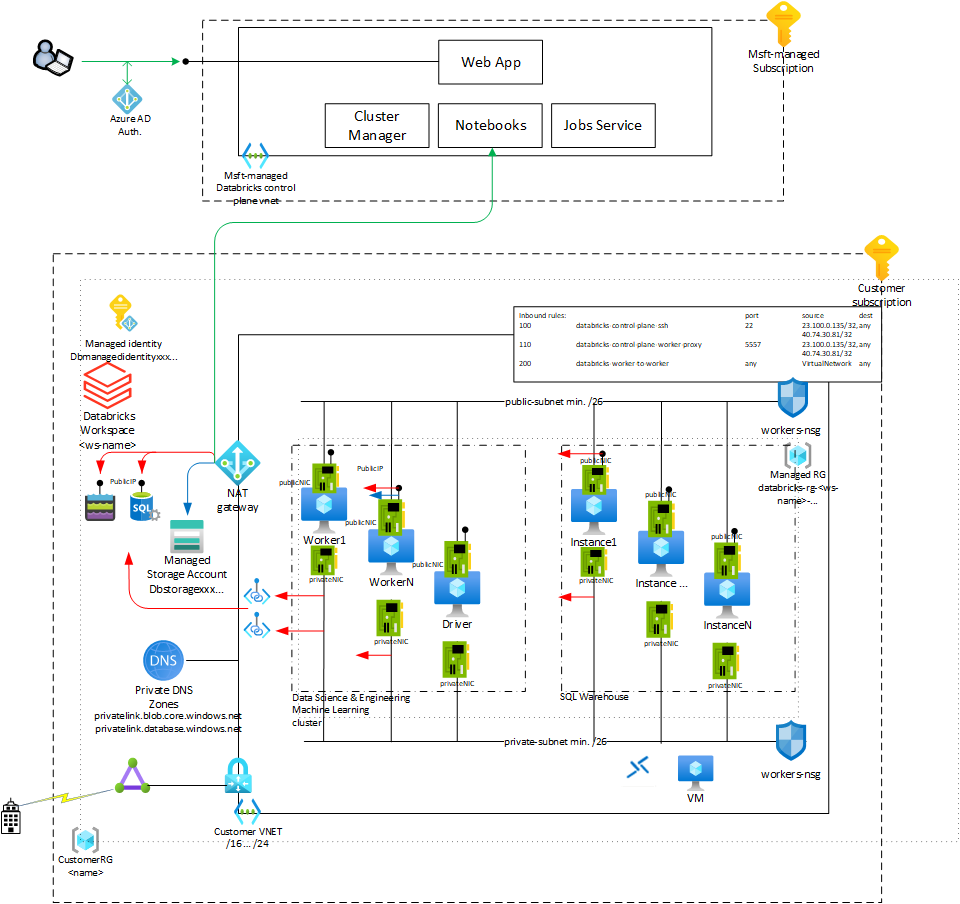 Msft-managed
Subscription
Web App
Cluster
Manager
Notebooks
Jobs Service
Azure AD
Auth.
Msft-managed
Databricks control
plane vnet
Customer
subscription
Managed identity
Dbmanagedidentityxxx...
Inbound rules: port source dest
100 databricks-control-plane-ssh 22 23.100.0.135/32, any
40.74.30.81/32
110 databricks-control-plane-worker-proxy 5557 23.100.0.135/32, any
40.74.30.81/32
200 databricks-worker-to-worker any VirtualNetwork any
Databricks
Workspace
<ws-name>
public-subnet min. /26
workers-nsg
PublicIP
SQL
NAT
gateway
Managed RG
databricks-rg-<ws-
name>-...
Managed
Storage Account
Dbstoragexxx...
publicNIC
PublicIP
Worker1
privateNIC
publicNIC
WorkerN
privateNIC
publicNIC
Driver
privateNIC
publicNIC
Instance1
privateNIC
publicNIC
Instance ...
privateNIC
publicNIC
InstanceN
privateNIC
Data Science & Engineering
Machine Learning
cluster
SQL Warehouse
DNS
Private DNS
Zones
privatelink.blob.core.windows.net
privatelink.database.windows.net
private-subnet min. /26
workers-nsg
VM
Customer VNET
/16... /24
CustomerRG
<name>